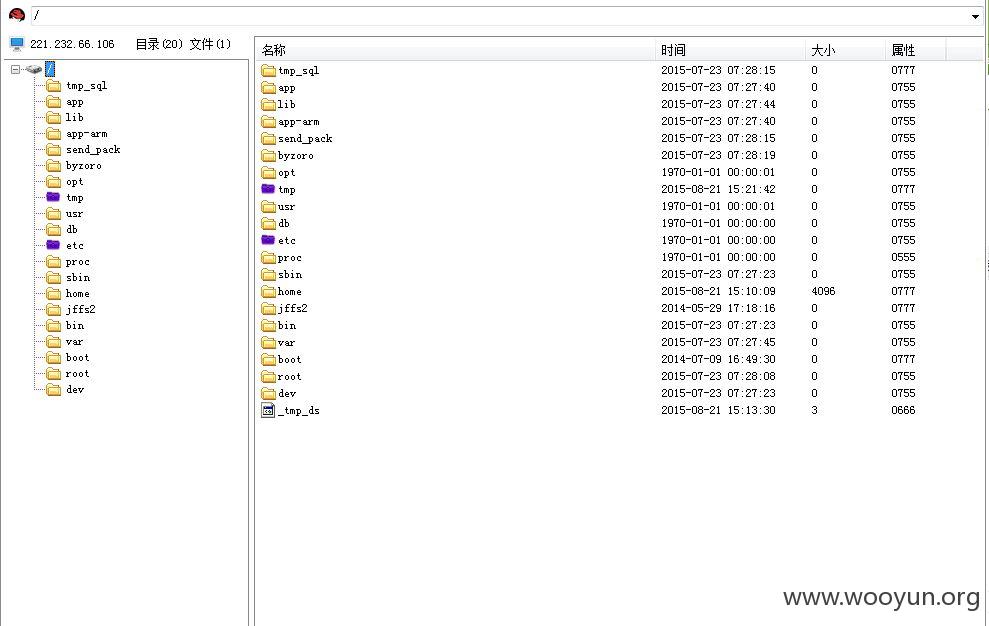 /
221.232.66.106 目录(20) 文件(1)
/
tmp_sql
app
lib
app-arm
send_pack
byzoro
opt
tmp
usr
db
etc
proc
sbin
home
jffs2
bin
var
boot
root
dev
名称 时间 大小 属性
tmp_sql 2015-07-23 07:28:15 0 0777
app 2015-07-23 07:27:40 0 0755
lib 2015-07-23 07:27:44 0 0755
app-arm 2015-07-23 07:27:40 0 0755
send_pack 2015-07-23 07:28:15 0 0755
byzoro 2015-07-23 07:28:19 0 0755
opt 1970-01-01 00:00:01 0 0755
tmp 2015-08-21 15:21:42 0 0777
usr 1970-01-01 00:00:01 0 0755
db 1970-01-01 00:00:00 0 0755
etc 1970-01-01 00:00:00 0 0755
proc 1970-01-01 00:00:00 0 0555
sbin 2015-07-23 07:27:23 0 0755
home 2015-08-21 15:10:09 4096 0777
jffs2 2014-05-29 17:18:16 0 0777
bin 2015-07-23 07:27:23 0 0755
var 2015-07-23 07:27:45 0 0755
boot 2014-07-09 16:49:30 0 0777
root 2015-07-23 07:28:08 0 0755
dev 2015-07-23 07:27:23 0 0755
_tmp_ds 2015-08-21 15:13:30 3 0666
www.wooyun.org